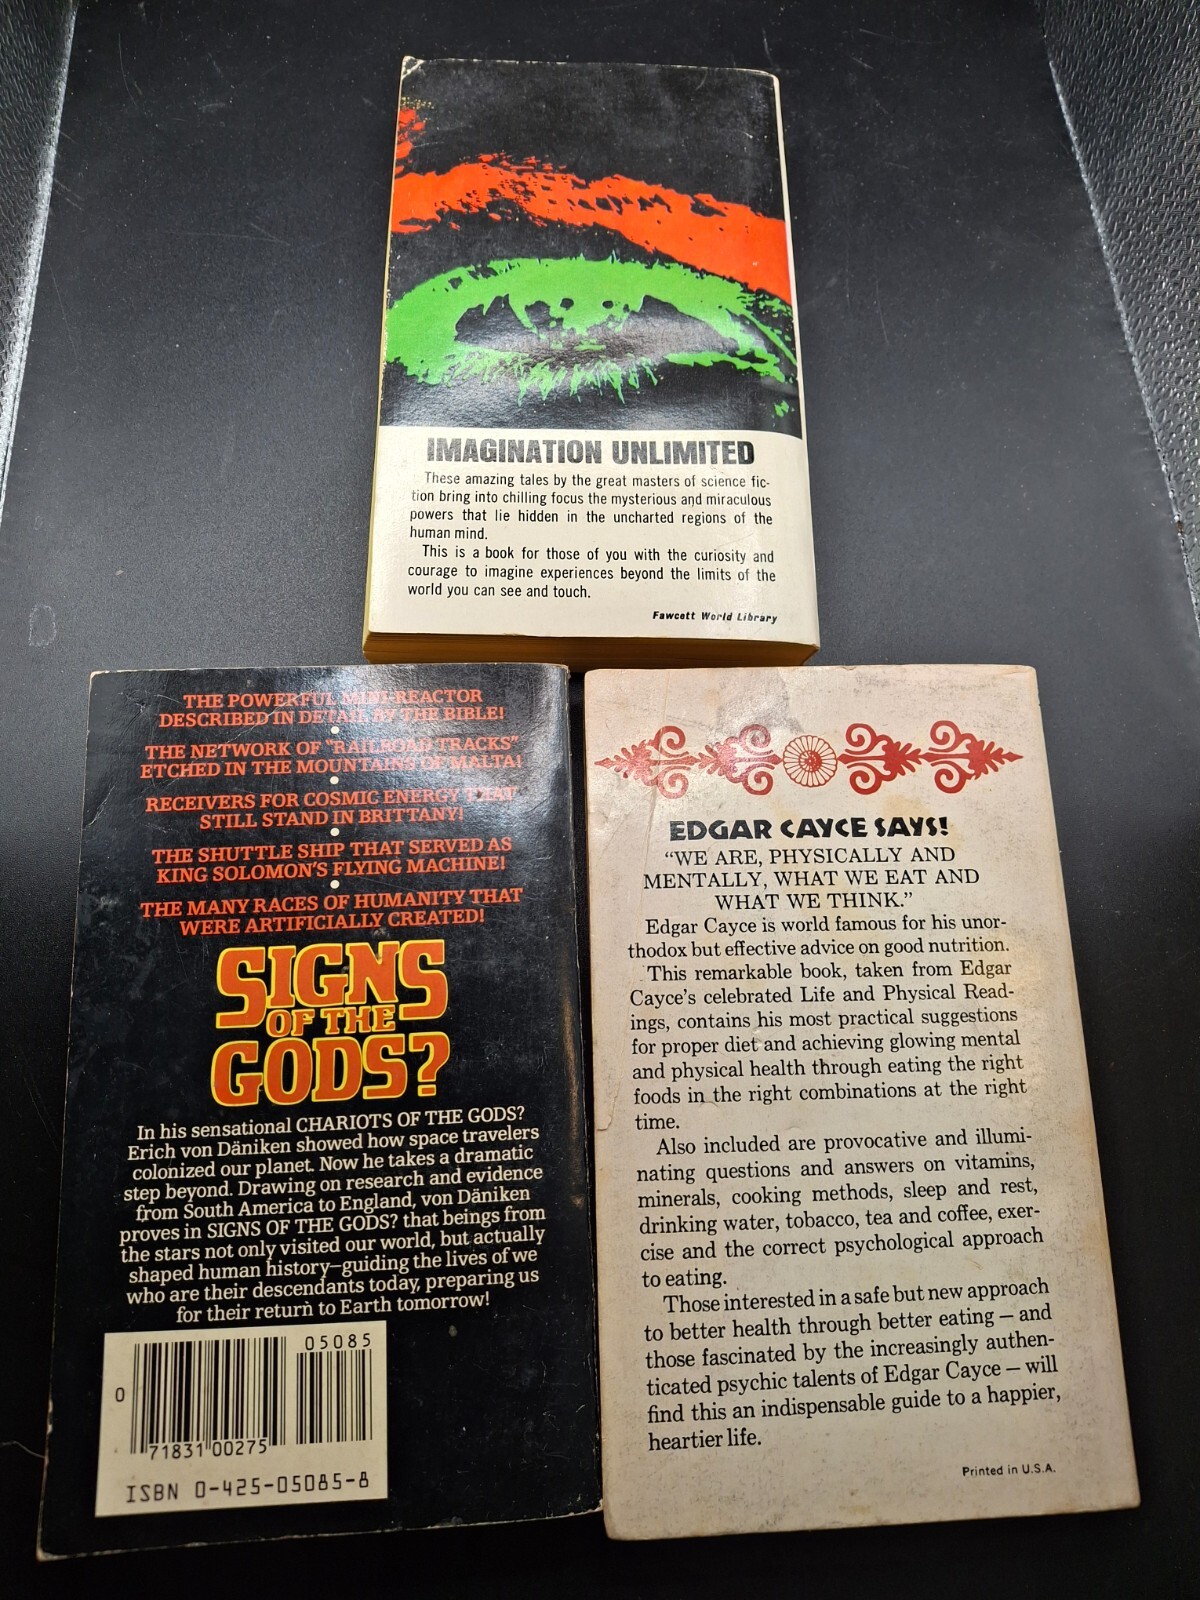 IMAGINATION UNLIMITED
These amazing tales by the great masters of science fic-
tion bring into chilling focus the mysterious and miraculous
powers that lie hidden in the uncharted regions of the
human mind.
This is a book for those of you with the curiosity and
courage to imagine experiences beyond the limits of the
world you can see and touch.
Fawcett World Library
THE POWERFUL MINI-REACTOR
DESCRIBED IN DETAIL BY THE BIBLE!
THE NETWORK OF "RAILROAD TRACKS"
ETCHED IN THE MOUNTAINS OF MALTA!
RECEIVERS FOR COSMIC ENERGY THAT
STILL STAND IN BRITTANY!
THE SHUTTLE SHIP THAT SERVED AS
KING SOLOMON'S FLYING MACHINE!
THE MANY RACES OF HUMANITY THAT
WERE ARTIFICIALLY CREATED!
SIGNS
OF THE
GODS?
In his sensational CHARIOTS OF THE GODS?
Erich von Däniken showed how space travelers
colonized our planet. Now he takes a dramatic
step beyond. Drawing on research and evidence
from South America to England, von Däniken
proves in SIGNS OF THE GODS? that beings from
the stars not only visited our world, but actually
shaped human history—guiding the lives of we
who are their descendants today, preparing us
for their return to Earth tomorrow!
05085
0
71831 00275
ISBN 0-425-05085-8
EDGAR CAYCE SAYS!
"WE ARE, PHYSICALLY AND
MENTALLY, WHAT WE EAT AND
WHAT WE THINK."
Edgar Cayce is world famous for his unor-
thodox but effective advice on good nutrition.
This remarkable book, taken from Edgar
Cayce's celebrated Life and Physical Read-
ings, contains his most practical suggestions
for proper diet and achieving glowing mental
and physical health through eating the right
foods in the right combinations at the right
time.
Also included are provocative and illumi-
nating questions and answers on vitamins,
minerals, cooking methods, sleep and rest,
drinking water, tobacco, tea and coffee, exer-
cise and the correct psychological approach
to eating.
Those interested in a safe but new approach
to better health through better eating — and
those fascinated by the increasingly authen-
ticated psychic talents of Edgar Cayce — will
find this an indispensable guide to a happier,
heartier life.
Printed in U.S.A.